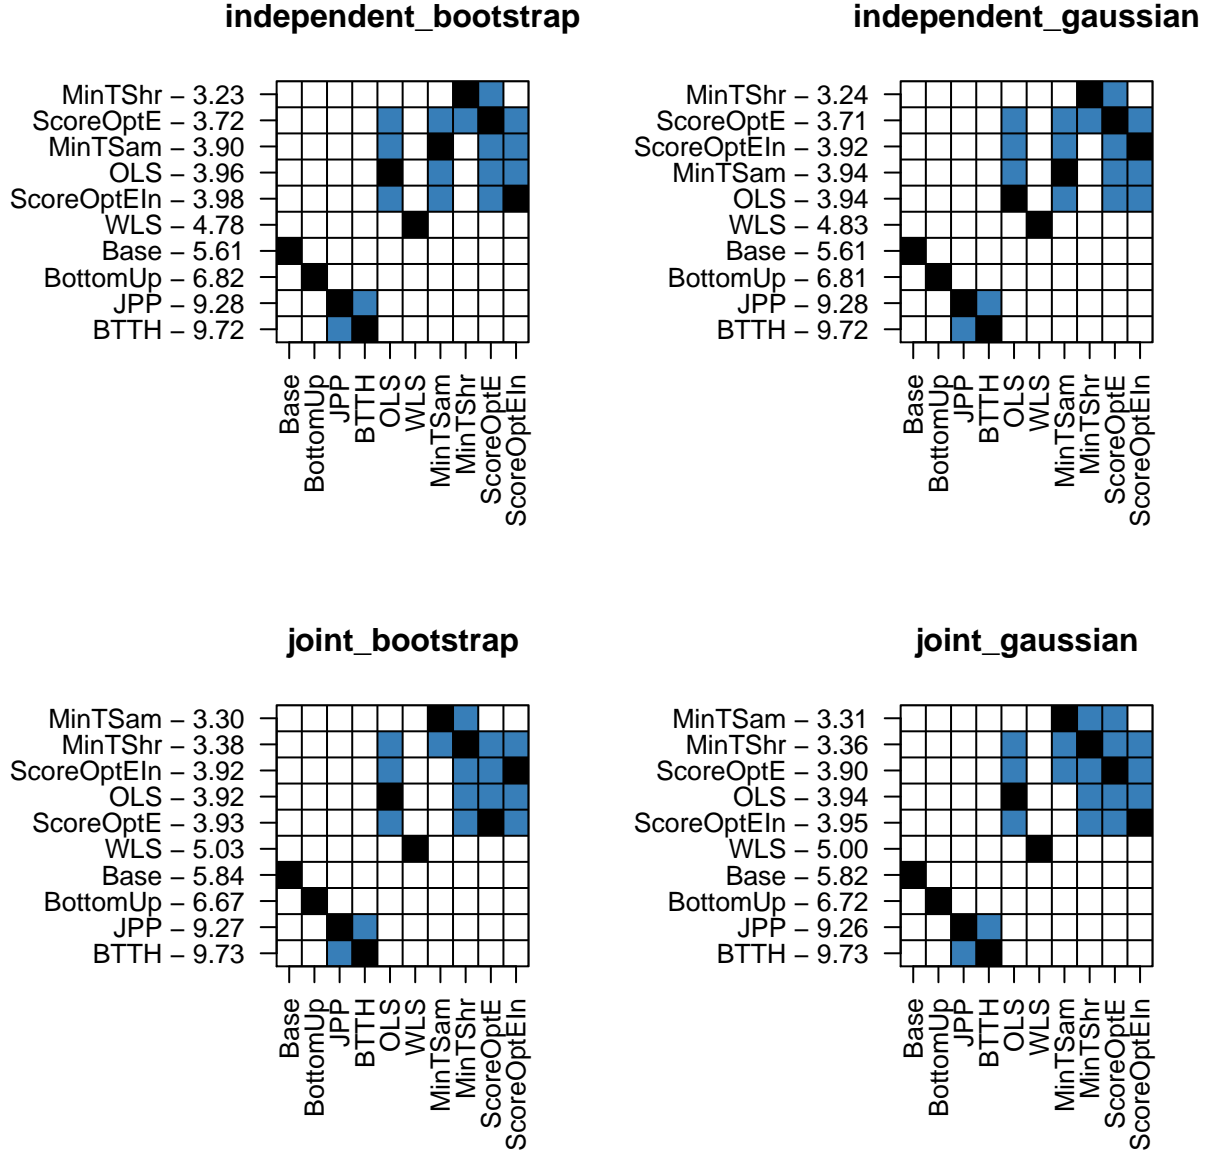 independent_bootstrap
MinTShr − 3.23
ScoreOptE − 3.72
MinTSam − 3.90
OLS − 3.96
ScoreOptEIn − 3.98
WLS − 4.78
Base − 5.61
BottomUp − 6.82
JPP − 9.28
BTTH − 9.72
Base
BottomUp
JPP
BTTH
OLS
WLS
MinTSam
MinTShr
ScoreOptE
ScoreOptEIn
independent_gaussian
MinTShr − 3.24
ScoreOptE − 3.71
ScoreOptEIn − 3.92
MinTSam − 3.94
OLS − 3.94
WLS − 4.83
Base − 5.61
BottomUp − 6.81
JPP − 9.28
BTTH − 9.72
Base
BottomUp
JPP
BTTH
OLS
WLS
MinTSam
MinTShr
ScoreOptE
ScoreOptEIn
joint_bootstrap
MinTSam − 3.30
MinTShr − 3.38
ScoreOptEIn − 3.92
OLS − 3.92
ScoreOptE − 3.93
WLS − 5.03
Base − 5.84
BottomUp − 6.67
JPP − 9.27
BTTH − 9.73
Base
BottomUp
JPP
BTTH
OLS
WLS
MinTSam
MinTShr
ScoreOptE
ScoreOptEIn
joint_gaussian
MinTSam − 3.31
MinTShr − 3.36
ScoreOptE − 3.90
OLS − 3.94
ScoreOptEIn − 3.95
WLS − 5.00
Base − 5.82
BottomUp − 6.72
JPP − 9.26
BTTH − 9.73
Base
BottomUp
JPP
BTTH
OLS
WLS
MinTSam
MinTShr
ScoreOptE
ScoreOptEIn